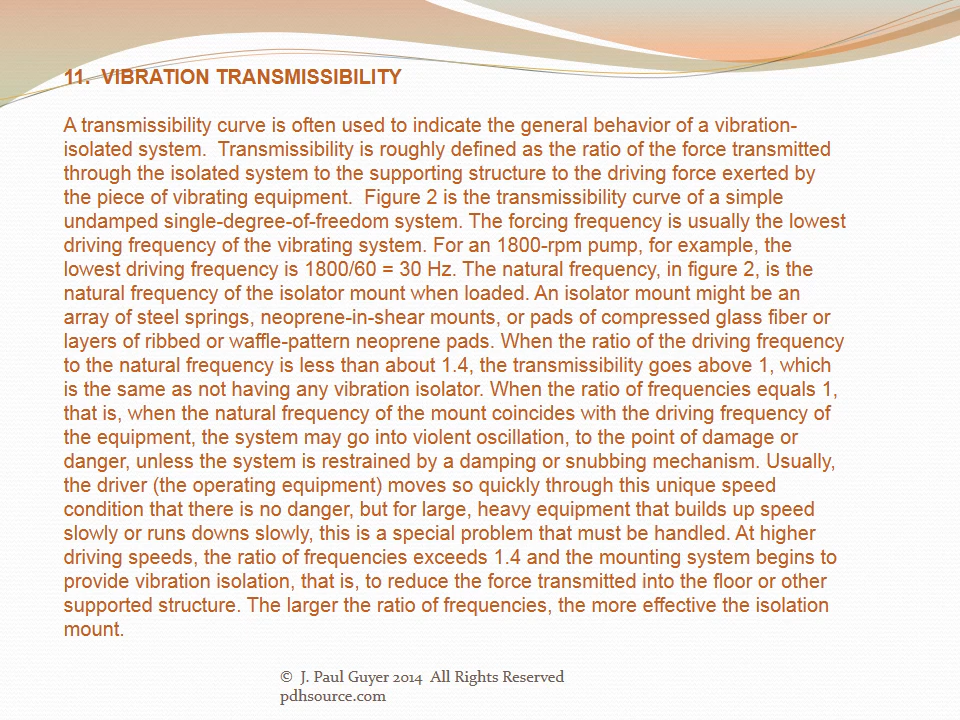 11.  VIBRATION TRANSMISSIBILITY
A transmissibility curve is often used to indicate the general behavior of a vibration-
isolated system.  Transmissibility is roughly defined as the ratio of the force transmitted
through the isolated system to the supporting structure to the driving force exerted by
the piece of vibrating equipment.  Figure 2 is the transmissibility curve of a simple
undamped single-degree-of-freedom system. The forcing frequency is usually the lowest
driving frequency of the vibrating system. For an 1800-rpm pump, for example, the
lowest driving frequency is 1800/60 = 30 Hz. The natural frequency, in figure 2, is the
natural frequency of the isolator mount when loaded. An isolator mount might be an
array of steel springs, neoprene-in-shear mounts, or pads of compressed glass fiber or
layers of ribbed or waffle-pattern neoprene pads. When the ratio of the driving frequency
to the natural frequency is less than about 1.4, the transmissibility goes above 1, which
is the same as not having any vibration isolator. When the ratio of frequencies equals 1,
that is, when the natural frequency of the mount coincides with the driving frequency of
the equipment, the system may go into violent oscillation, to the point of damage or
danger, unless the system is restrained by a damping or snubbing mechanism. Usually,
the driver (the operating equipment) moves so quickly through this unique speed
condition that there is no danger, but for large, heavy equipment that builds up speed
slowly or runs downs slowly, this is a special problem that must be handled. At higher
driving speeds, the ratio of frequencies exceeds 1.4 and the mounting system begins to
provide vibration isolation, that is, to reduce the force transmitted into the floor or other
supported structure. The larger the ratio of frequencies, the more effective the isolation
mount.
©  J. Paul Guyer 2014  All Rights Reserved
pdhsource.com